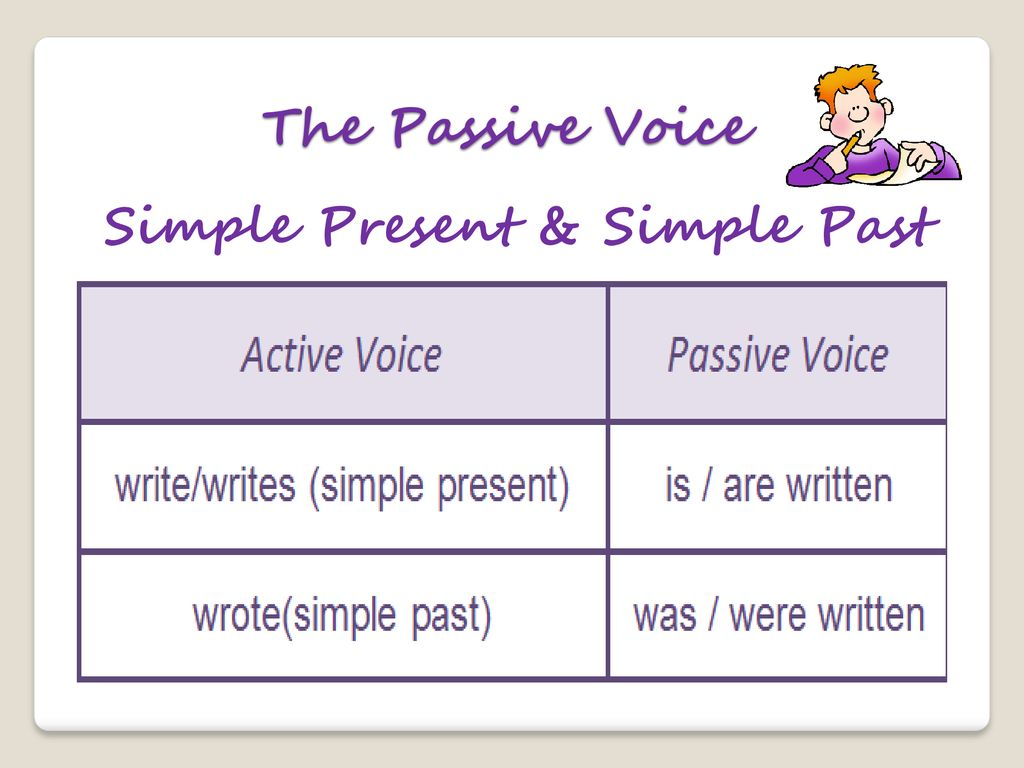 The Passive Voice
Simple Present & Simple Past
Active Voice
Passive Voice
write/writes (simple present)
is / are written
wrote(simple past)
was / were written